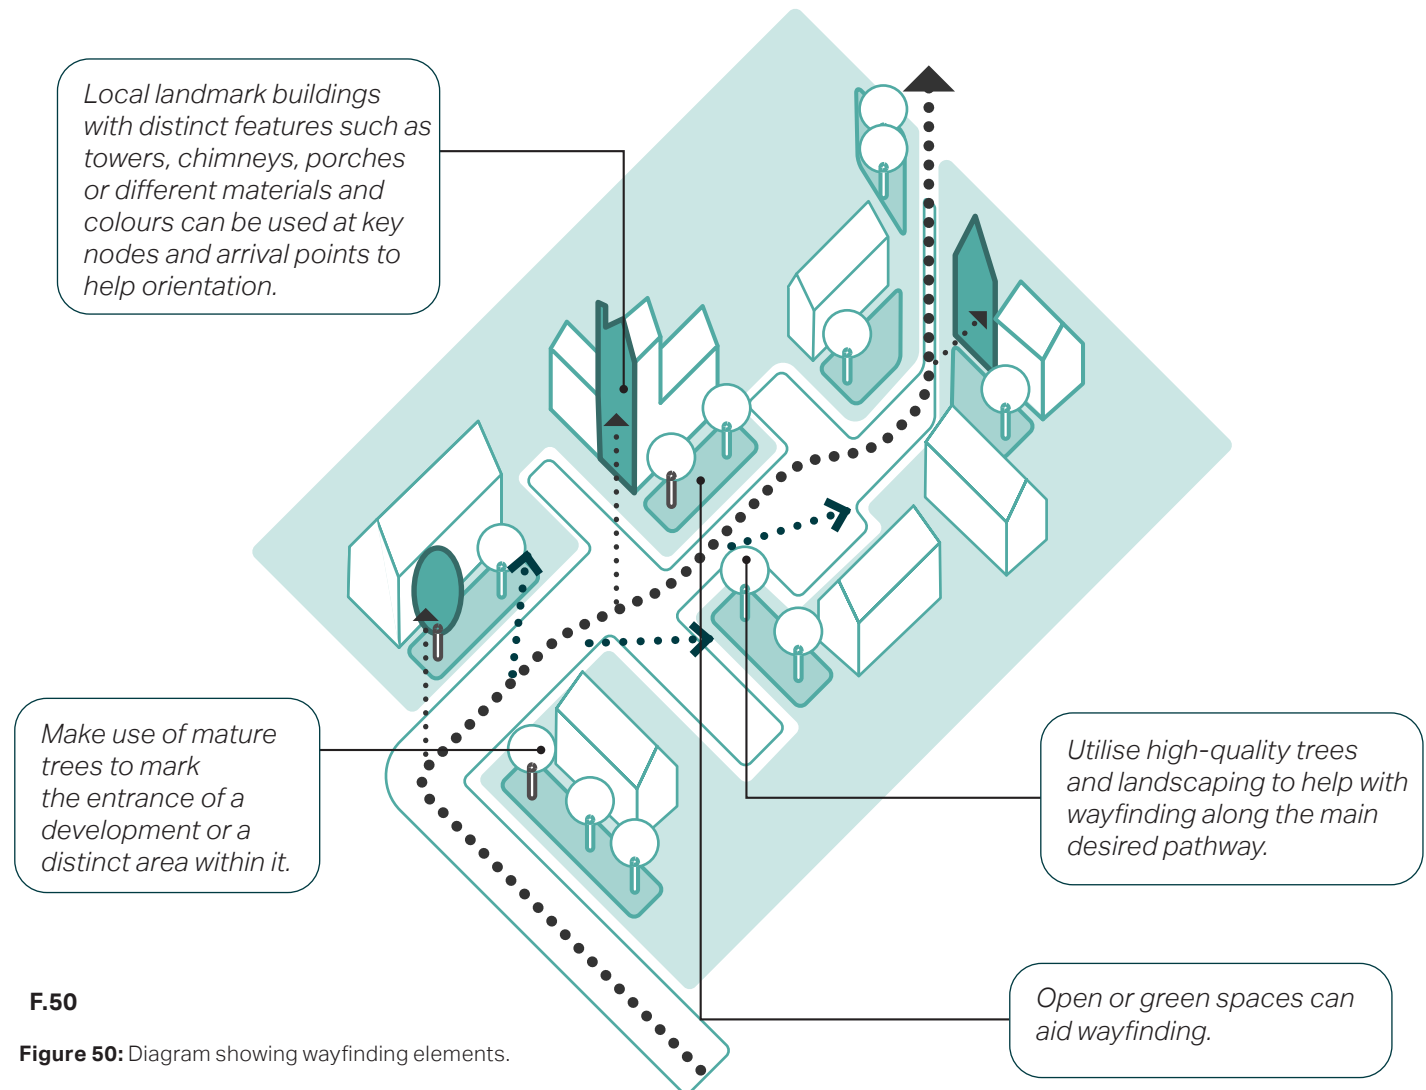 Local landmark buildings
with distinct features such as
towers, chimneys, porches
or different materials and
colours can be used at key
nodes and arrival points to
help orientation.
Make use of mature
trees to mark
the entrance of a
development or a
distinct area within it.
Utilise high-quality trees
and landscaping to help with
wayfinding along the main
desired pathway.
Open or green spaces can
aid wayfinding.
F.50
Figure 50: Diagram showing wayfinding elements.